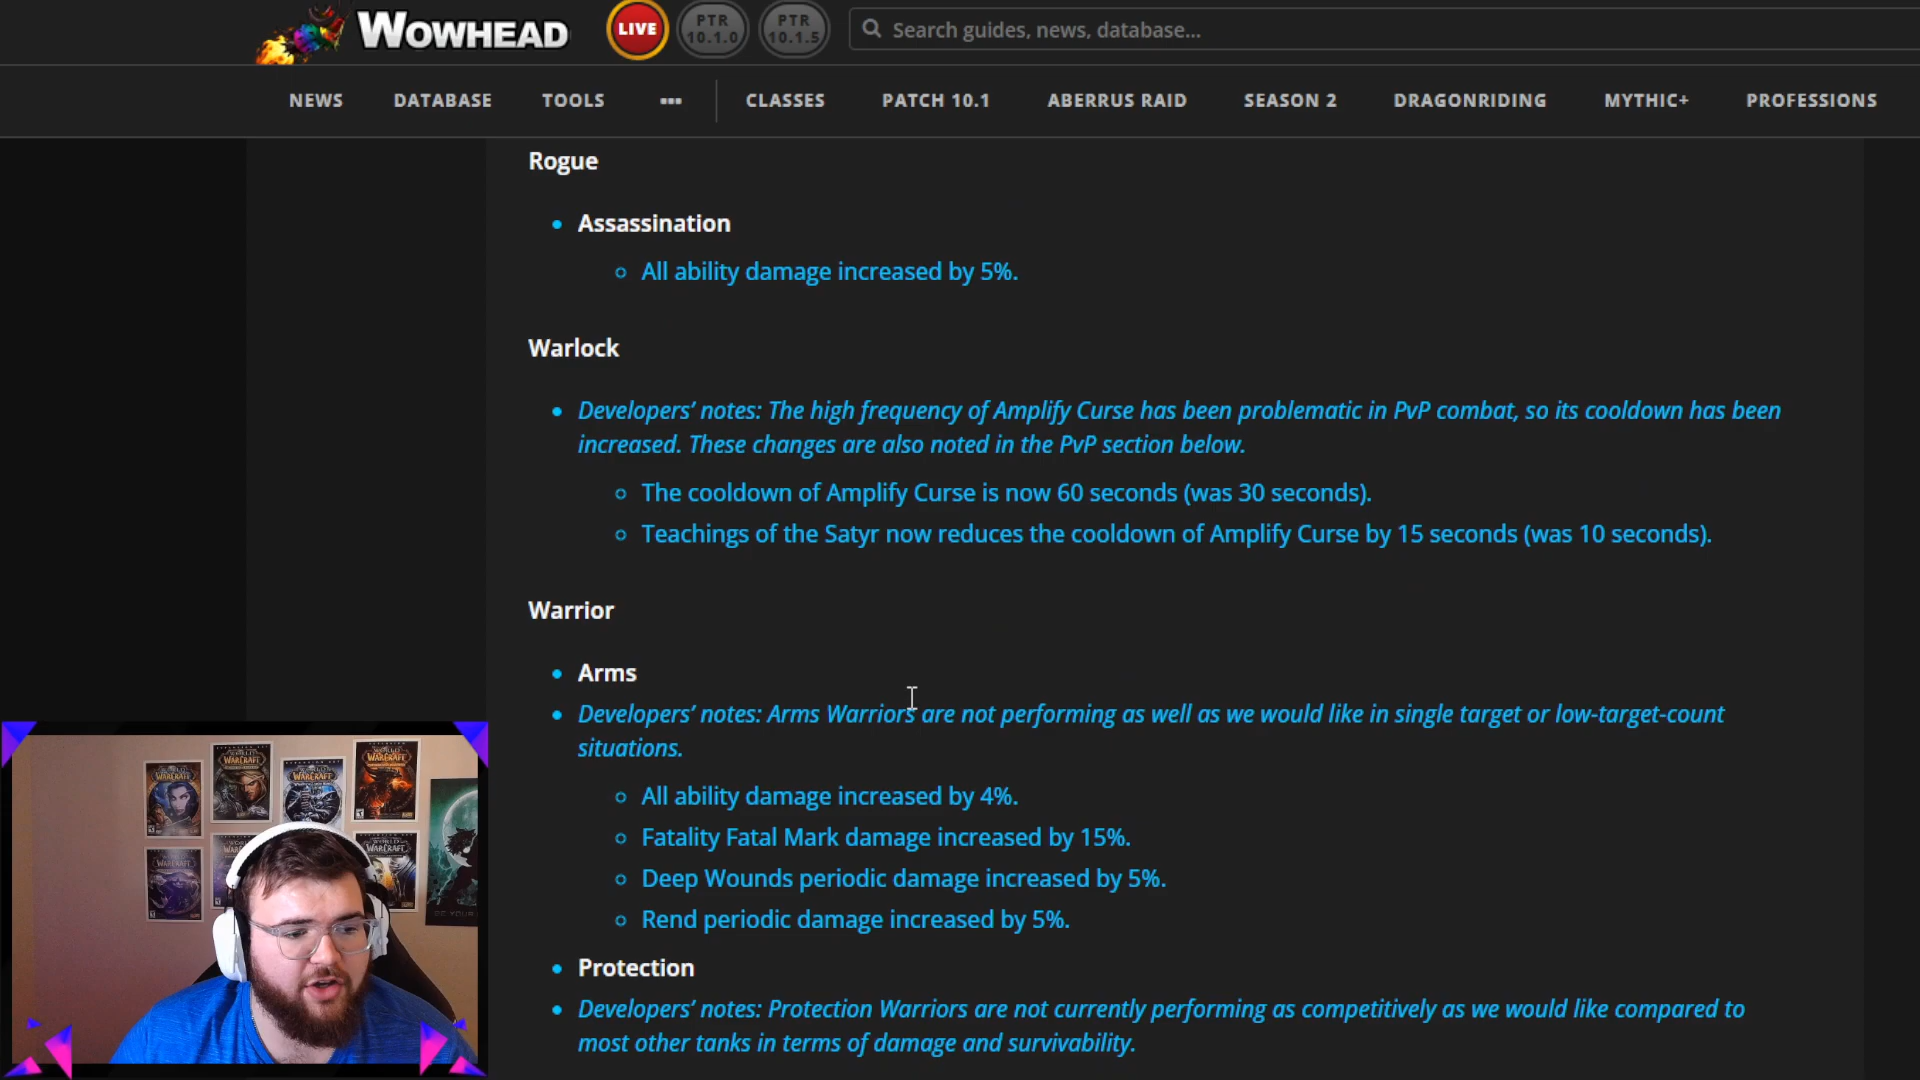 WOWHEAD LIVE PTR 10.1.0 PTR 10.1.5 Search guides, news, database...
NEWS DATABASE TOOLS ••• CLASSES PATCH 10.1 ABERRUS RAID SEASON 2 DRAGONRIDING MYTHIC+ PROFESSIONS
Rogue
• Assassination
○ All ability damage increased by 5%.
Warlock
• Developers’ notes: The high frequency of Amplify Curse has been problematic in PvP combat, so its cooldown has been
increased. These changes are also noted in the PvP section below.
○ The cooldown of Amplify Curse is now 60 seconds (was 30 seconds).
○ Teachings of the Satyr now reduces the cooldown of Amplify Curse by 15 seconds (was 10 seconds).
Warrior
• Arms
• Developers’ notes: Arms Warriors are not performing as well as we would like in single target or low-target-count
situations.
○ All ability damage increased by 4%.
○ Fatality Fatal Mark damage increased by 15%.
○ Deep Wounds periodic damage increased by 5%.
○ Rend periodic damage increased by 5%.
• Protection
• Developers’ notes: Protection Warriors are not currently performing as competitively as we would like compared to
most other tanks in terms of damage and survivability.
WARCRAFT
WARCRAFT
WARCRAFT
WARCRAFT
WARCRAFT